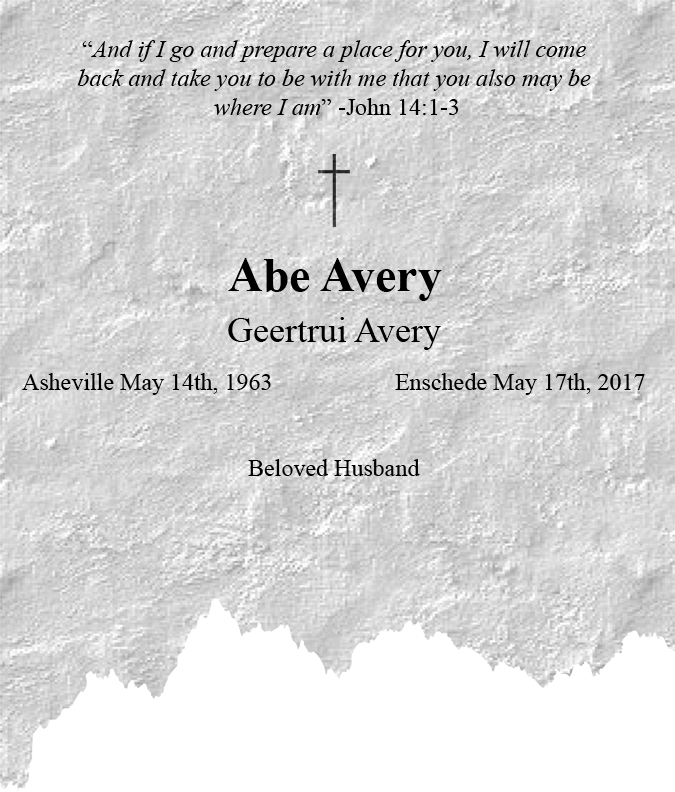 “And if I go and prepare a place for you, I will come
back and take you to be with me that you also may be
where I am” -John 14:1-3
Abe Avery
Geertrui Avery
Asheville May 14th, 1963 Enschede May 17th, 2017
Beloved Husband